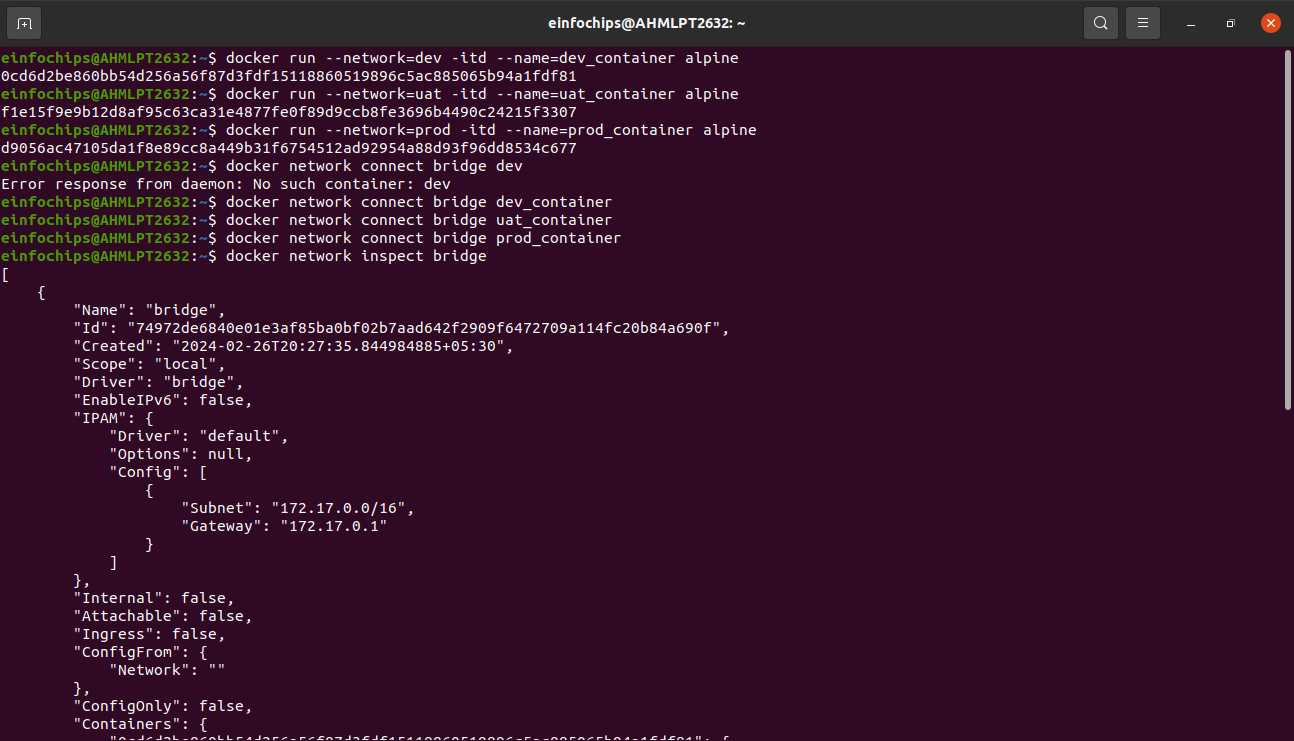 einfochips@AHMLPT2632: ~
einfochips@AHMLPT2632:~$ docker run --network=dev -itd --name=dev_container alpine
0cd6d2be860bb54d256a56f87d3fdf15118860519896c5ac885065b94a1fdf81
einfochips@AHMLPT2632:~$ docker run --network=uat -itd --name=uat_container alpine
f1e15f9e9b12d8af95c63ca31e4877fe0f89d9ccb8fe3696b4490c24215f3307
einfochips@AHMLPT2632:~$ docker run --network=prod -itd --name=prod_container alpine
d9056ac47105da1f8e89cc8a449b31f6754512ad92954a88d93f96dd8534c677
einfochips@AHMLPT2632:~$ docker network connect bridge dev
Error response from daemon: No such container: dev
einfochips@AHMLPT2632:~$ docker network connect bridge dev_container
einfochips@AHMLPT2632:~$ docker network connect bridge uat_container
einfochips@AHMLPT2632:~$ docker network connect bridge prod_container
einfochips@AHMLPT2632:~$ docker network inspect bridge
[
    {
        "Name": "bridge",
        "Id": "74972de6840e01e3af85ba0bf02b7aad642f2909f6472709a114fc20b84a690f",
        "Created": "2024-02-26T20:27:35.844984885+05:30",
        "Scope": "local",
        "Driver": "bridge",
        "EnableIPv6": false,
        "IPAM": {
            "Driver": "default",
            "Options": null,
            "Config": [
                {
                    "Subnet": "172.17.0.0/16",
                    "Gateway": "172.17.0.1"
                }
            ]
        },
        "Internal": false,
        "Attachable": false,
        "Ingress": false,
        "ConfigFrom": {
            "Network": ""
        },
        "ConfigOnly": false,
        "Containers": {
            "0cd6d2be860bb54d256a56f87d3fdf15118860519896c5ac885065b94a1fdf81": {